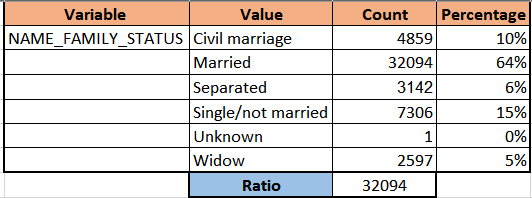 Variable Value Count Percentage
NAME_FAMILY_STATUS Civil marriage 4859 10%
Married 32094 64%
Separated 3142 6%
Single/not married 7306 15%
Unknown 1 0%
Widow 2597 5%
Ratio 32094